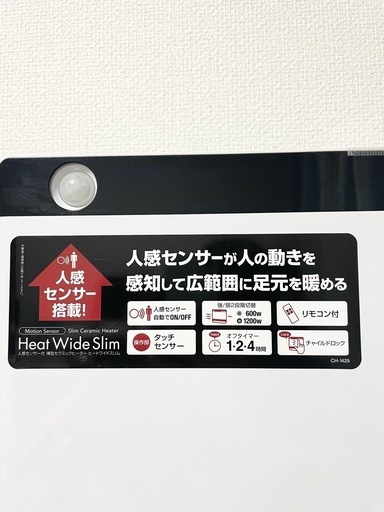 人感
センサー
搭載!
Motion Sensor Slim Ceramic Heater
人感センサー付 薄型セラミックヒーター ヒートワイドスリム
Heat Wide Slim
人感センサーが人の動きを
感知して広範囲に足元を暖める
人感センサー
自動でON/OFF
強/弱2段階切替
600w
1200w
リモコン付
操作部
タッチ
センサー
オフタイマー
1・2・4時間
チャイルドロック
CH-1429